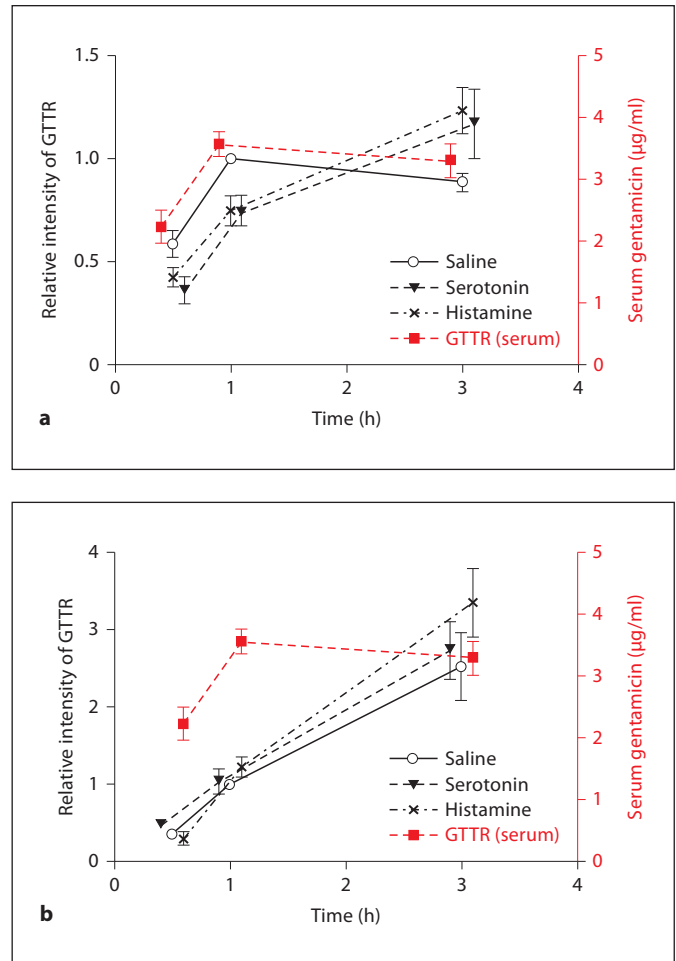 1.5
1.0
0.5
0
Relative intensity of GTTR
5
4
3
2
1
0
Serum gentamicin (µg/ml)
Saline
Serotonin
Histamine
GTTR (serum)
0
1
2
3
4
Time (h)
a
4
3
2
1
0
Relative intensity of GTTR
5
4
3
2
1
0
Serum gentamicin (µg/ml)
Saline
Serotonin
Histamine
GTTR (serum)
0
1
2
3
4
Time (h)
b